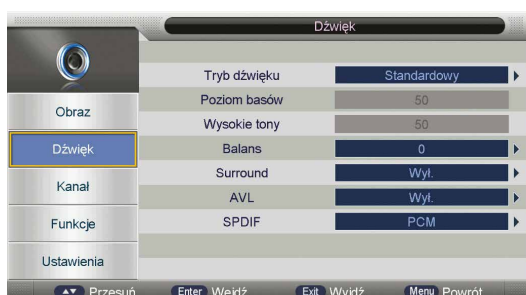 Dźwięk
Tryb dźwięku Standardowy
Poziom basów 50
Wysokie tony 50
Balans 0
Surround Wył.
AVL Wył.
SPDIF PCM
Obraz
Dźwięk
Kanał
Funkcje
Ustawienia
Przesuń Enter Wejdź Exit Wyjdź Menu Powrót